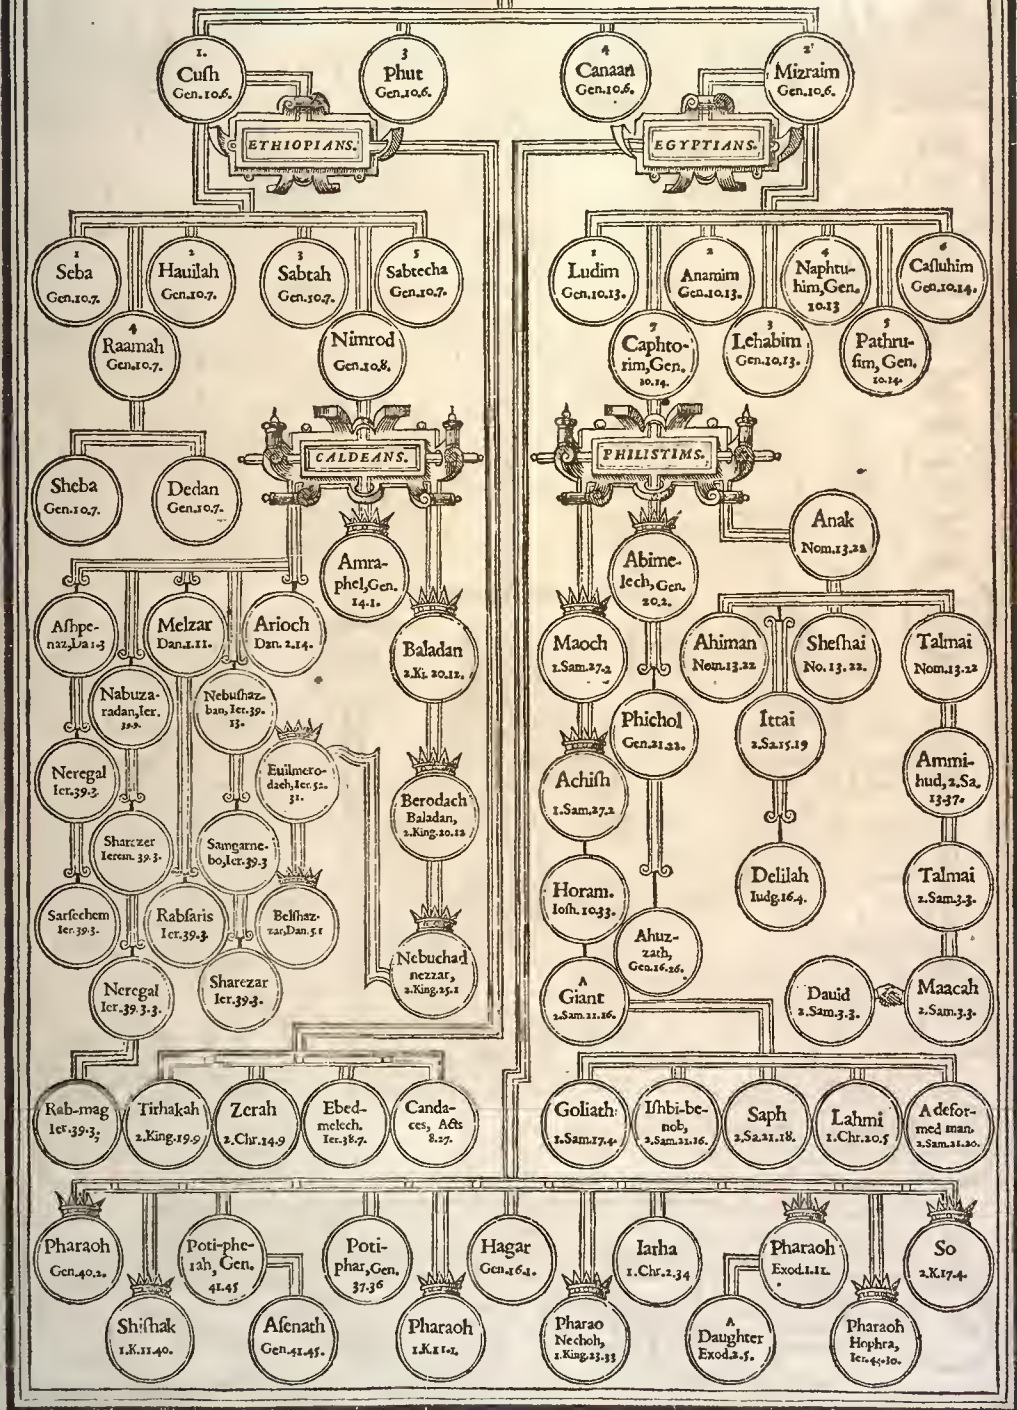 1.
Cuſh
Gen.10.6.
3
Phut
Gen.10.6.
4
Canaan
Gen.10.6.
2
Mizraim
Gen.10.6.
ETHIOPIANS.
EGYPTIANS.
1
Seba
Gen.10.7.
2
Hauilah
Gen.10.7.
3
Sabtah
Gen.10.7.
5
Sabtecha
Gen.10.7.
4
Raamah
Gen.10.7.
Nimrod
Gen.10.8.
1
Ludim
Gen.10.13.
2
Anamim
Gen.10.13.
4
Naphtu-
him,Gen.
10.13
6
Caſluhim
Gen.10.14.
7
Caphto-
rim,Gen.
10.14.
3
Lehabim
Gen.10.13.
5
Pathru-
ſim, Gen.
10.14.
CALDEANS.
PHILISTIMS.
Sheba
Gen.10.7.
Dedan
Gen.10.7.
Amra-
phel,Gen.
14.1.
Abime-
lech,Gen.
20.2.
Anak
Nom.13.22
Aſhpe-
naz,Da1.3
Melzar
Dan.1.11.
Arioch
Dan.2.14.
Baladan
2.Ki.20.12.
Maoch
1.Sam.27.2
Ahiman
Nom.13.22
Sheſhai
No.13.22.
Talmai
Nom.13.22
Nabuza-
radan,Ier.
39.9.
Nebuſhaz-
ban,Ier.39.
13.
Phichol
Gen.21.22.
Ittai
2.Sa.15.19
Neregal
Ier.39.3.
Euilmero-
dach,Ier.52.
31.
Berodach
Baladan,
2.King.20.12
Achiſh
1.Sam.27.2
Ammi-
hud,2.Sa.
13.37.
Sharezer
Ierem.39.3.
Samgarne-
bo,Ier.39.3
Horam.
Ioſh.10.33.
Delilah
Iudg.16.4.
Talmai
2.Sam.3.3.
Sarſechem
Ier.39.3.
Rabſaris
Ier.39.3.
Belſhaz-
zar,Dan.5.1
Nebuchad
nezzar,
2.King.25.1
Ahuz-
zath,
Gen.26.26.
Neregal
Ier.39.3.3.
Sharezar
Ier.39.3.
A
Giant
2.Sam.21.16.
Dauid
2.Sam.3.3.
Maacah
2.Sam.3.3.
Rab-mag
Ier.39.3;
Tirhakah
2.King.19.9
Zerah
2.Chr.14.9
Ebed-
melech.
Ier.38.7.
Canda-
ces, Acts
8.27.
Goliath
1.Sam.17.4.
Iſhbi-be-
nob,
2.Sam.21.16.
Saph
2.Sa.21.18.
Lahmi
1.Chr.20.5
A defor-
med man.
2.Sam.21.20.
Pharaoh
Gen.40.2.
Poti-phe-
rah, Gen.
41.45
Poti-
phar,Gen.
37.36
Hagar
Gen.16.1.
Iarha
1.Chr.2.34
Pharaoh
Exod.1.11.
So
2.K.17.4.
Shiſhak
1.K.11.40.
Aſenath
Gen.41.45.
Pharaoh
1.K.11.1.
Pharao
Nechoh,
1.King.23.33
A
Daughter
Exod.2.5.
Pharaoh
Hophra,
Ier.45.30.